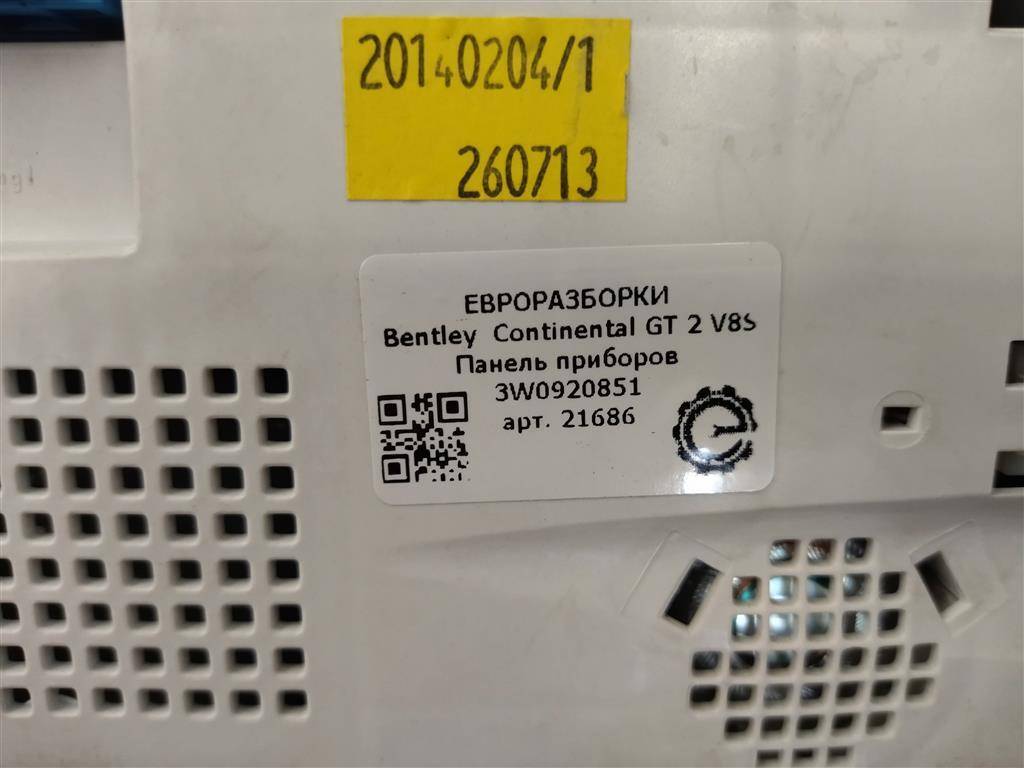 20140204/1
260713
ЕВРОРАЗБОРКИ
Bentley Continental GT 2 V8S
Панель приборов
3W0920851
арт. 21686